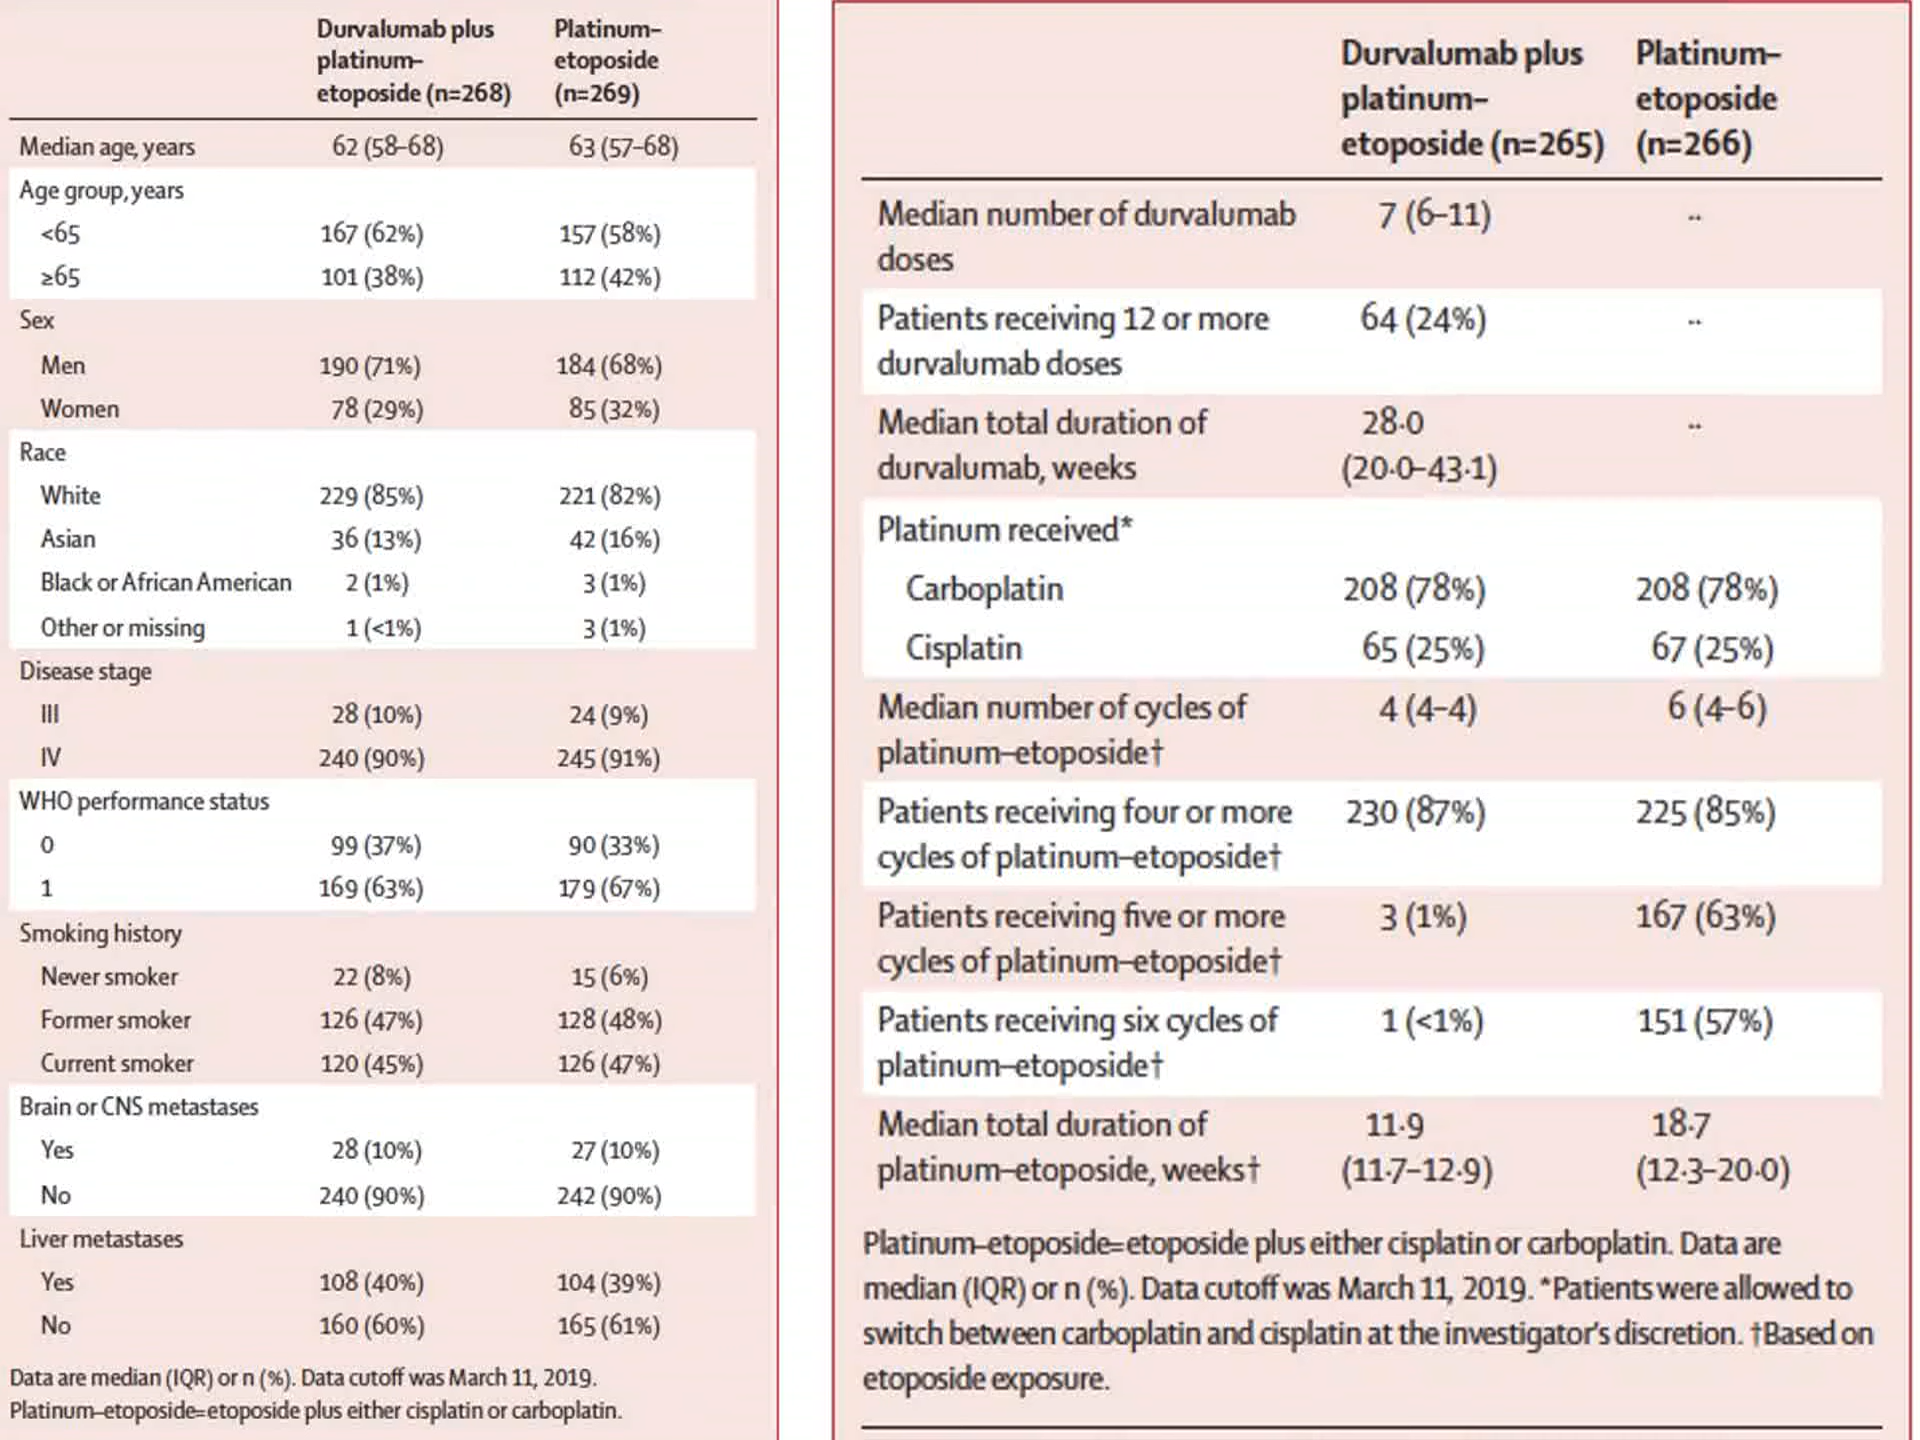 Durvalumab plus platinum–etoposide (n=268) Platinum–etoposide (n=269)
Median age, years 62 (58–68) 63 (57–68)
Age group, years
<65 167 (62%) 157 (58%)
≥65 101 (38%) 112 (42%)
Sex
Men 190 (71%) 184 (68%)
Women 78 (29%) 85 (32%)
Race
White 229 (85%) 221 (82%)
Asian 36 (13%) 42 (16%)
Black or African American 2 (1%) 3 (1%)
Other or missing 1 (<1%) 3 (1%)
Disease stage
III 28 (10%) 24 (9%)
IV 240 (90%) 245 (91%)
WHO performance status
0 99 (37%) 90 (33%)
1 169 (63%) 179 (67%)
Smoking history
Never smoker 22 (8%) 15 (6%)
Former smoker 126 (47%) 128 (48%)
Current smoker 120 (45%) 126 (47%)
Brain or CNS metastases
Yes 28 (10%) 27 (10%)
No 240 (90%) 242 (90%)
Liver metastases
Yes 108 (40%) 104 (39%)
No 160 (60%) 165 (61%)
Data are median (IQR) or n (%). Data cutoff was March 11, 2019.
Platinum–etoposide=etoposide plus either cisplatin or carboplatin.
Durvalumab plus platinum–etoposide (n=265) Platinum–etoposide (n=266)
Median number of durvalumab 7 (6–11) ··
doses
Patients receiving 12 or more 64 (24%) ··
durvalumab doses
Median total duration of 28·0 ··
durvalumab, weeks (20·0–43·1)
Platinum received*
Carboplatin 208 (78%) 208 (78%)
Cisplatin 65 (25%) 67 (25%)
Median number of cycles of 4 (4–4) 6 (4–6)
platinum–etoposide†
Patients receiving four or more 230 (87%) 225 (85%)
cycles of platinum–etoposide†
Patients receiving five or more 3 (1%) 167 (63%)
cycles of platinum–etoposide†
Patients receiving six cycles of 1 (<1%) 151 (57%)
platinum–etoposide†
Median total duration of 11·9 18·7
platinum–etoposide, weeks† (11·7–12·9) (12·3–20·0)
Platinum–etoposide=etoposide plus either cisplatin or carboplatin. Data are
median (IQR) or n (%). Data cutoff was March 11, 2019. *Patients were allowed to
switch between carboplatin and cisplatin at the investigator's discretion. †Based on
etoposide exposure.